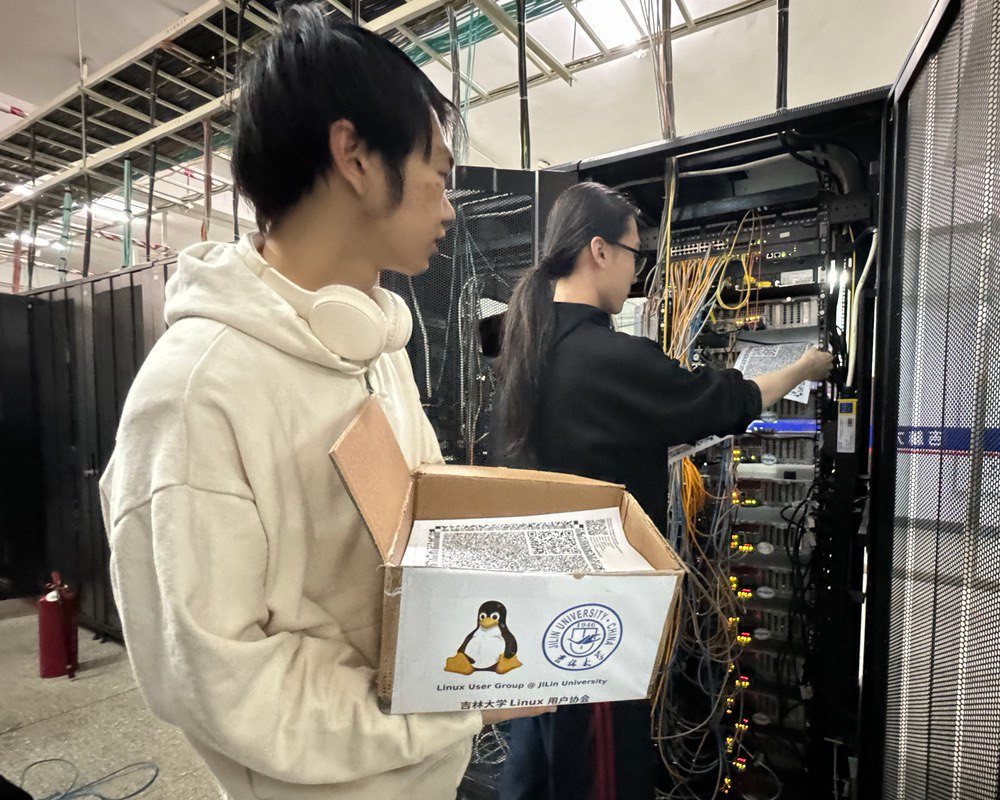 JILIN UNIVERSITY · CHINA
1946
吉林大学
Linux User Group @ JiLin University
吉林大学 Linux 用户协会